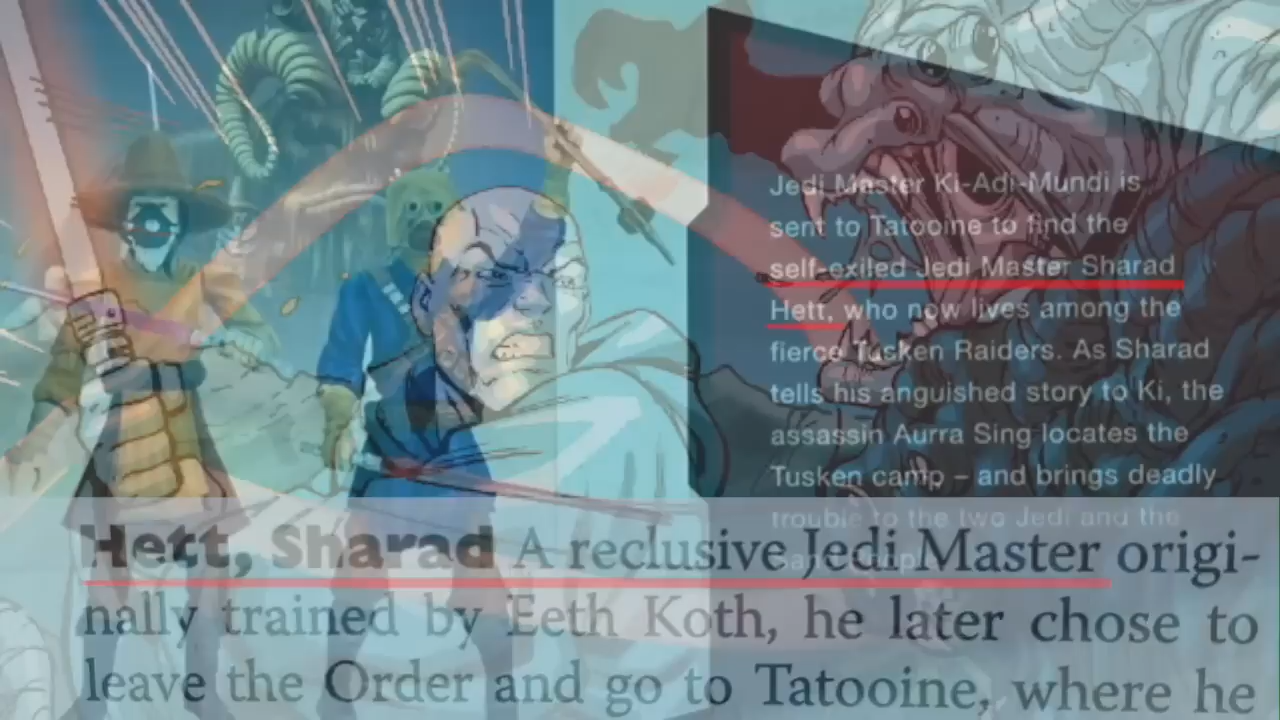 Jedi Master Ki-Adi-Mundi is
sent to Tatooine to find the
self-exiled Jedi Master Sharad
Hett, who now lives among the
fierce Tusken Raiders. As Sharad
tells his anguished story to Ki, the
assassin Aurra Sing locates the
Tusken camp – and brings deadly
trouble to the two Jedi and the
Hett, Sharad A reclusive Jedi Master origi-
nally trained by Eeth Koth, he later chose to
leave the Order and go to Tatooine, where he